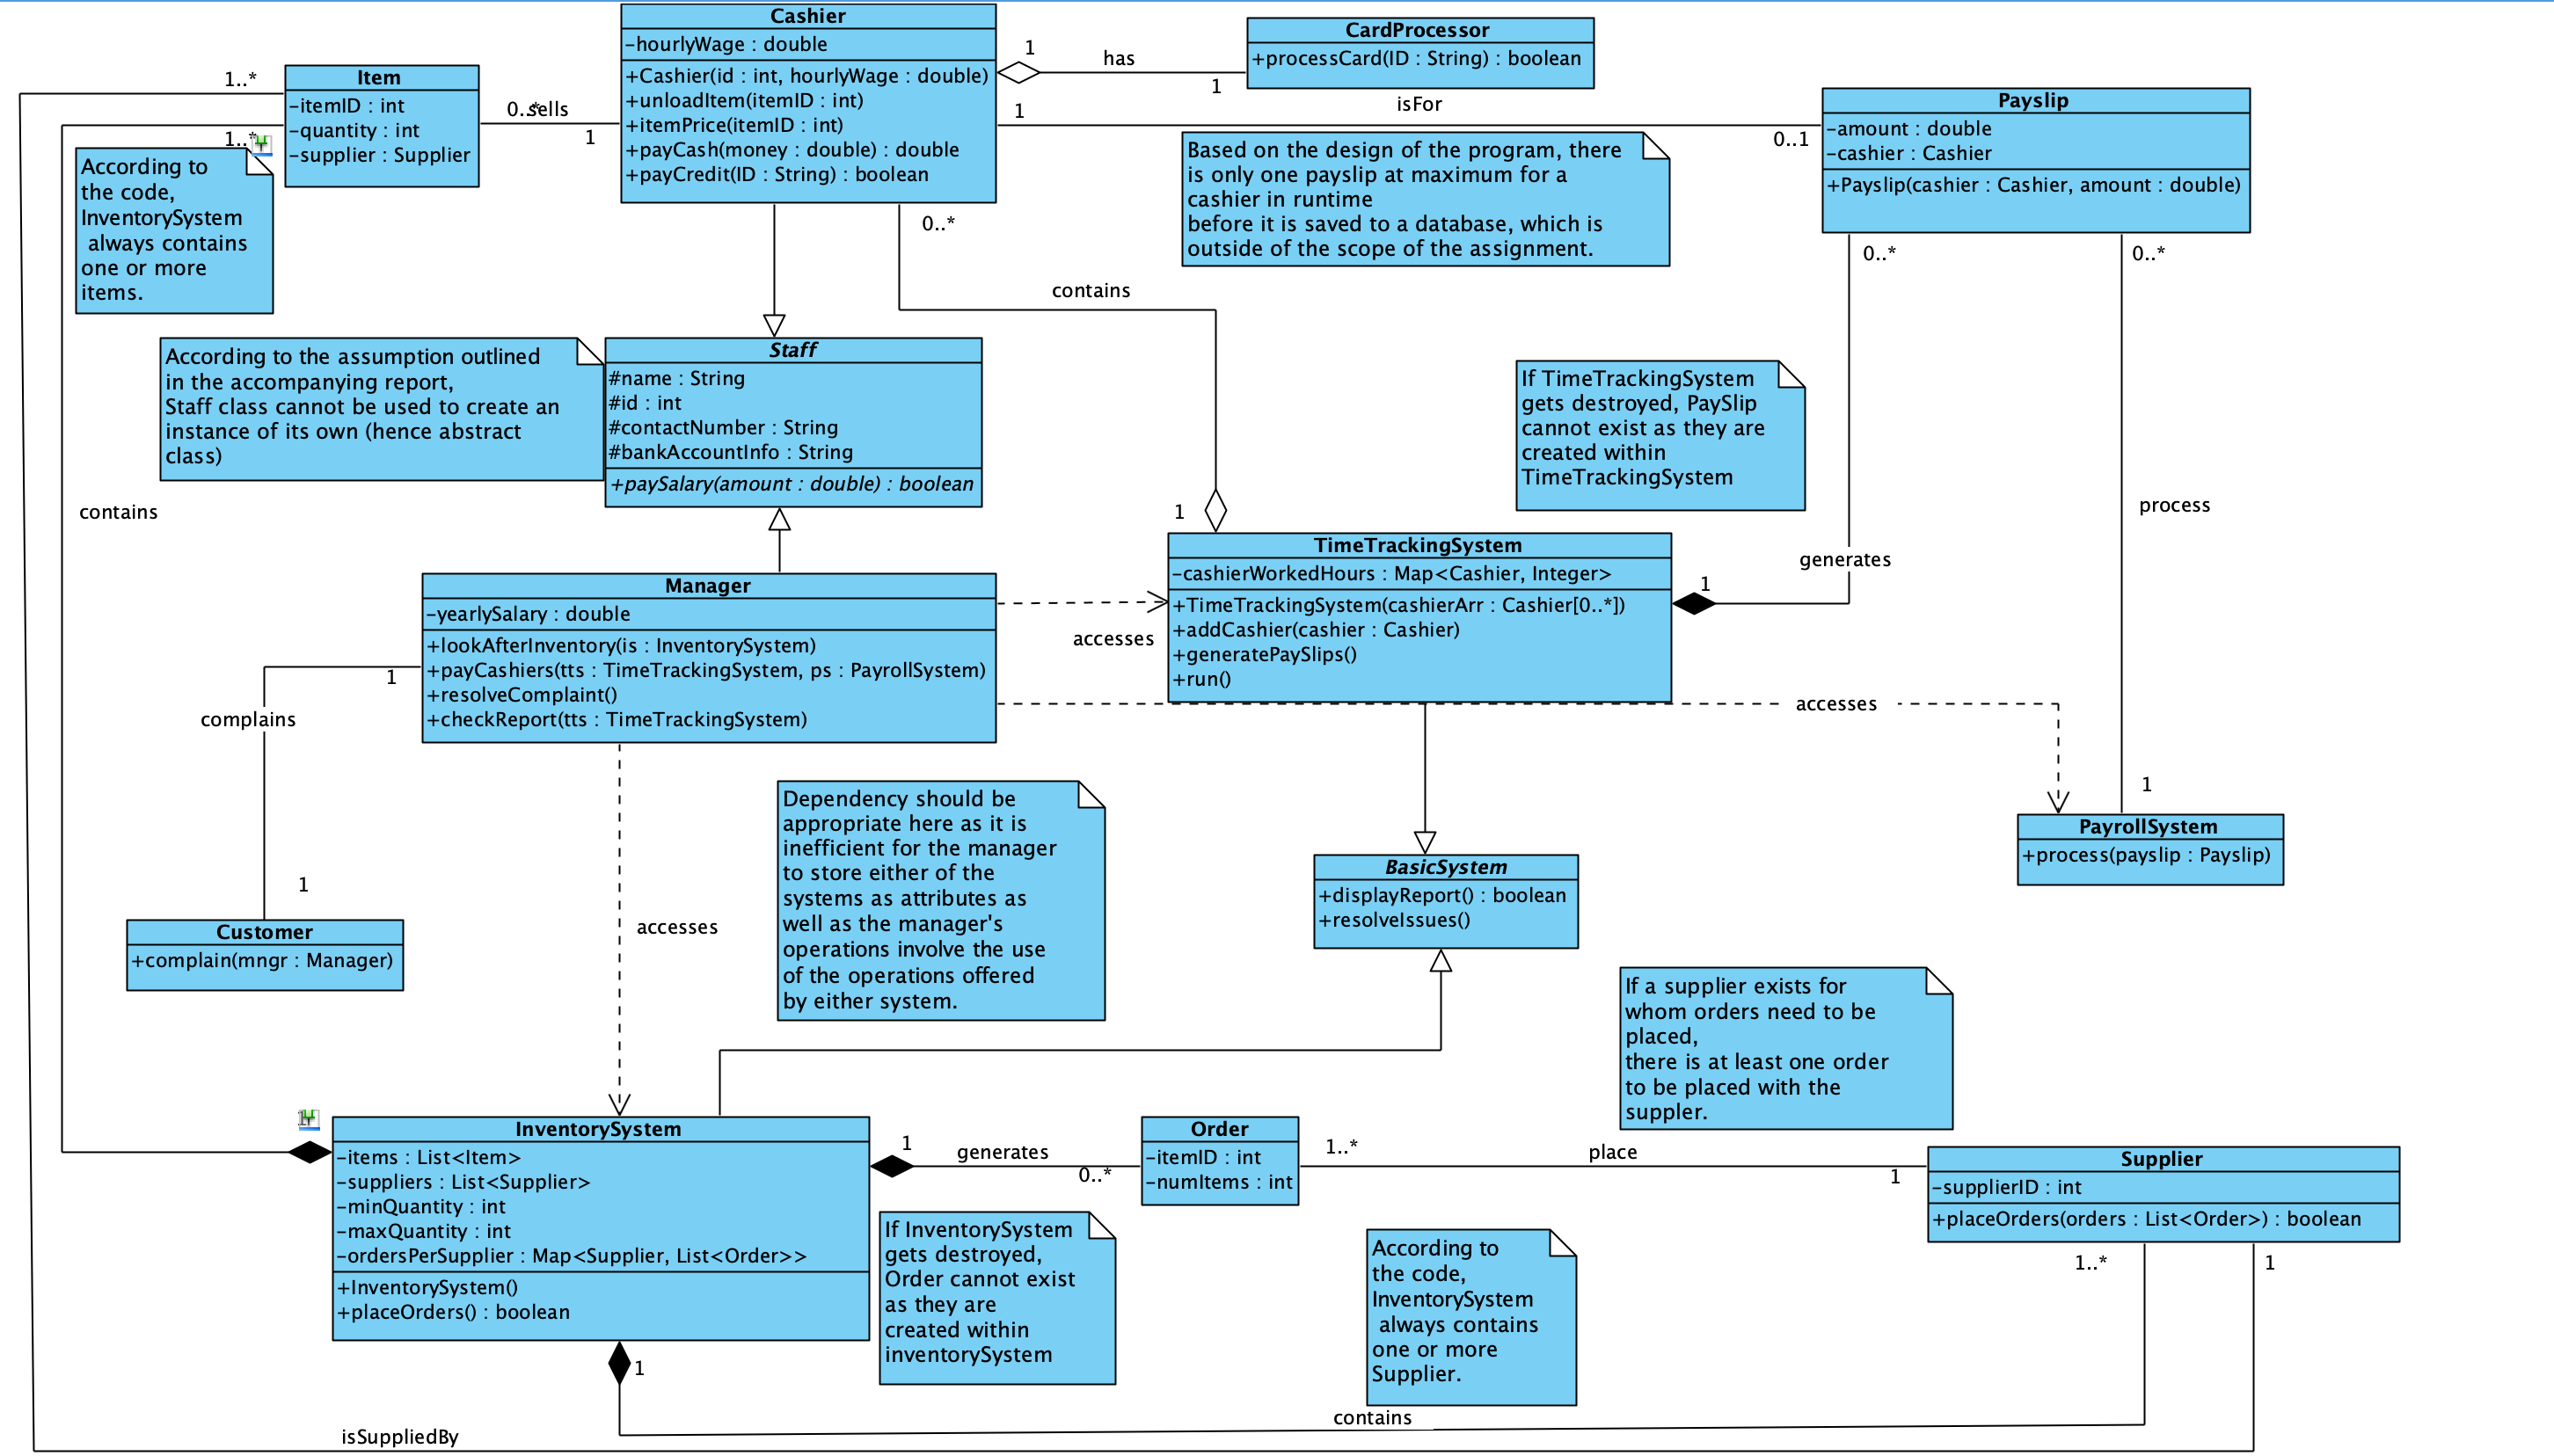 Cashier
-hourlyWage : double
+Cashier(id : int, hourlyWage : double)
+unloadItem(itemID : int)
+itemPrice(itemID : int)
+payCash(money : double) : double
+payCredit(ID : String) : boolean
1
has
1
CardProcessor
+processCard(ID : String) : boolean
1..*
Item
-itemID : int
-quantity : int
-supplier : Supplier
0..*
sells
1
1
isFor
0..1
Payslip
-amount : double
-cashier : Cashier
+Payslip(cashier : Cashier, amount : double)
1..*
According to
the code,
InventorySystem
always contains
one or more
items.
Based on the design of the program, there
is only one payslip at maximum for a
cashier in runtime
before it is saved to a database, which is
outside of the scope of the assignment.
0..*
contains
0..*
0..*
According to the assumption outlined
in the accompanying report,
Staff class cannot be used to create an
instance of its own (hence abstract
class)
Staff
#name : String
#id : int
#contactNumber : String
#bankAccountInfo : String
+paySalary(amount : double) : boolean
If TimeTrackingSystem
gets destroyed, PaySlip
cannot exist as they are
created within
TimeTrackingSystem
contains
1
process
TimeTrackingSystem
-cashierWorkedHours : Map<Cashier, Integer>
+TimeTrackingSystem(cashierArr : Cashier[0..*])
+addCashier(cashier : Cashier)
+generatePaySlips()
+run()
1
generates
Manager
-yearlySalary : double
+lookAfterInventory(is : InventorySystem)
+payCashiers(tts : TimeTrackingSystem, ps : PayrollSystem)
+resolveComplaint()
+checkReport(tts : TimeTrackingSystem)
accesses
accesses
1
complains
1
Customer
+complain(mngr : Manager)
accesses
Dependency should be
appropriate here as it is
inefficient for the manager
to store either of the
systems as attributes as
well as the manager's
operations involve the use
of the operations offered
by either system.
BasicSystem
+displayReport() : boolean
+resolveIssues()
1
PayrollSystem
+process(payslip : Payslip)
If a supplier exists for
whom orders need to be
placed,
there is at least one order
to be placed with the
suppler.
InventorySystem
-items : List<Item>
-suppliers : List<Supplier>
-minQuantity : int
-maxQuantity : int
-ordersPerSupplier : Map<Supplier, List<Order>>
+InventorySystem()
+placeOrders() : boolean
1
generates
0..*
Order
-itemID : int
-numItems : int
1..*
place
1
Supplier
-supplierID : int
+placeOrders(orders : List<Order>) : boolean
If InventorySystem
gets destroyed,
Order cannot exist
as they are
created within
inventorySystem
According to
the code,
InventorySystem
always contains
one or more
Supplier.
1..*
1
1
contains
isSuppliedBy